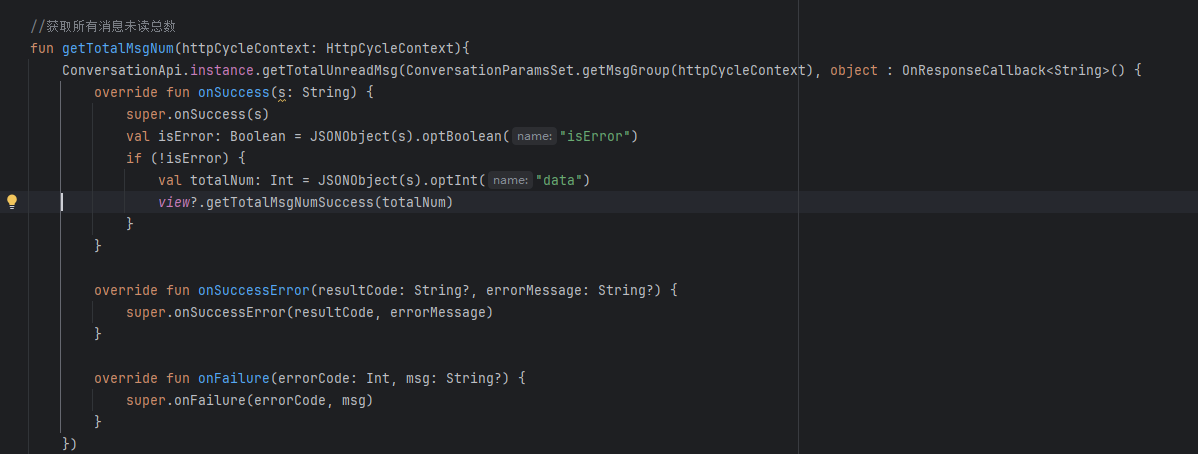 //获取所有消息未读总数
fun getTotalMsgNum(httpCycleContext: HttpCycleContext){
ConversationApi.instance.getTotalUnreadMsg(ConversationParamsSet.getMsgGroup(httpCycleContext), object : OnResponseCallback<String>() {
override fun onSuccess(s: String) {
super.onSuccess(s)
val isError: Boolean = JSONObject(s).optBoolean( name: "isError")
if (!isError) {
val totalNum: Int = JSONObject(s).optInt( name: "data")
view?.getTotalMsgNumSuccess(totalNum)
}
}
override fun onSuccessError(resultCode: String?, errorMessage: String?) {
super.onSuccessError(resultCode, errorMessage)
}
override fun onFailure(errorCode: Int, msg: String?) {
super.onFailure(errorCode, msg)
}
})